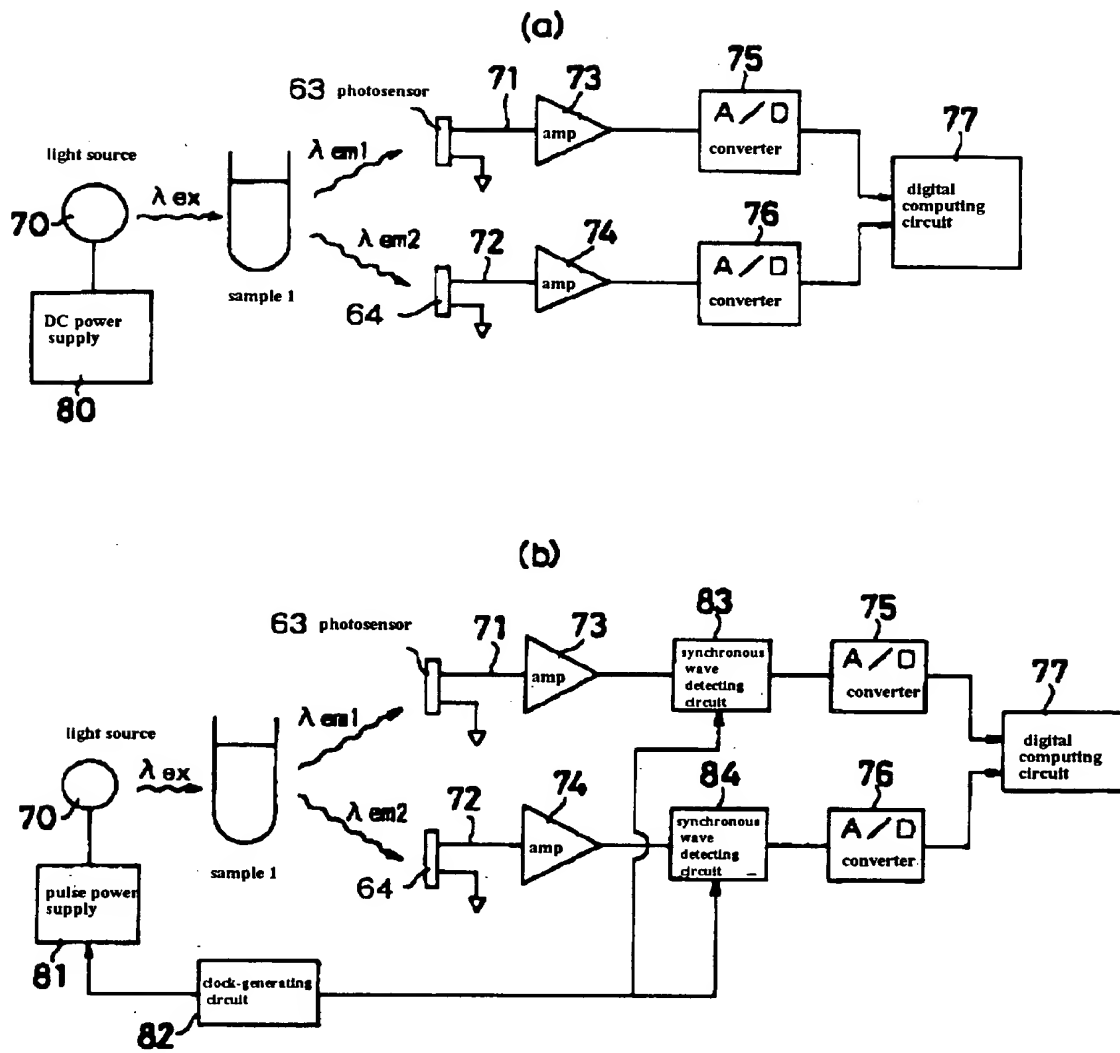 (a)
63 photosensor
71
73
75
77
light source
70
λ ex
λ em1
λ em2
sample 1
amp
A/D
converter
digital
computing
circuit
64
72
74
amp
76
A/D
converter
DC power
supply
80
(b)
63 photosensor
71
73
83
75
77
light source
70
λ ex
λ em1
λ em2
sample 1
amp
synchronous
wave
detecting
circuit
A/D
converter
digital
computing
circuit
64
72
74
amp
84
synchronous
wave
detecting
circuit
76
A/D
converter
pulse power
supply
81
clock-generating
circuit
82